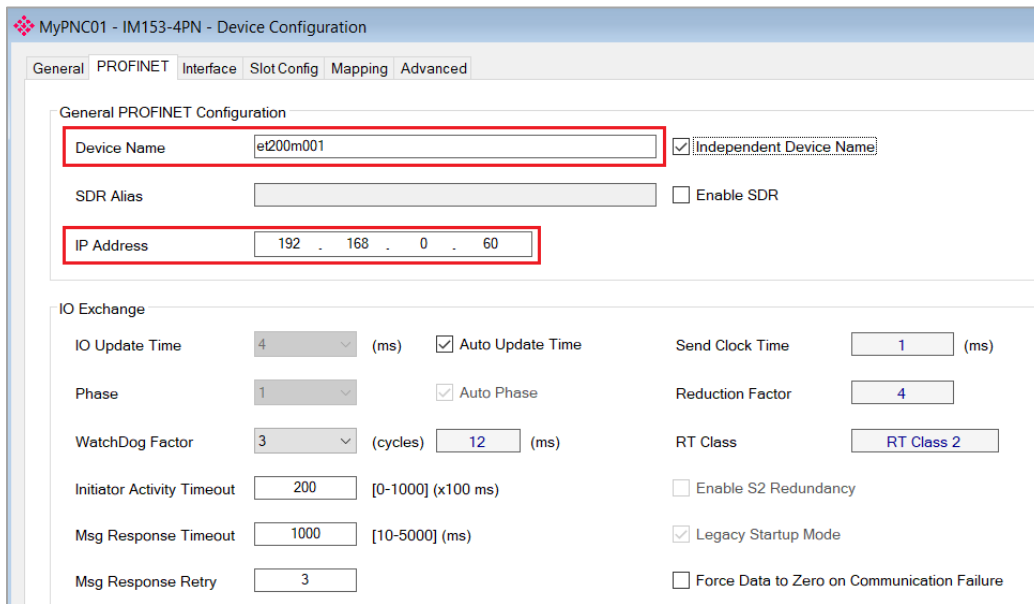 MyPNC01 - IM153-4PN - Device Configuration
General PROFINET Interface Slot Config Mapping Advanced
General PROFINET Configuration
Device Name et200m001 Independent Device Name
SDR Alias Enable SDR
IP Address 192 . 168 . 0 . 60
IO Exchange
IO Update Time 4 (ms) Auto Update Time Send Clock Time 1 (ms)
Phase 1 Auto Phase Reduction Factor 4
WatchDog Factor 3 (cycles) 12 (ms) RT Class RT Class 2
Initiator Activity Timeout 200 [0-1000] (x100 ms) Enable S2 Redundancy
Msg Response Timeout 1000 [10-5000] (ms) Legacy Startup Mode
Msg Response Retry 3 Force Data to Zero on Communication Failure